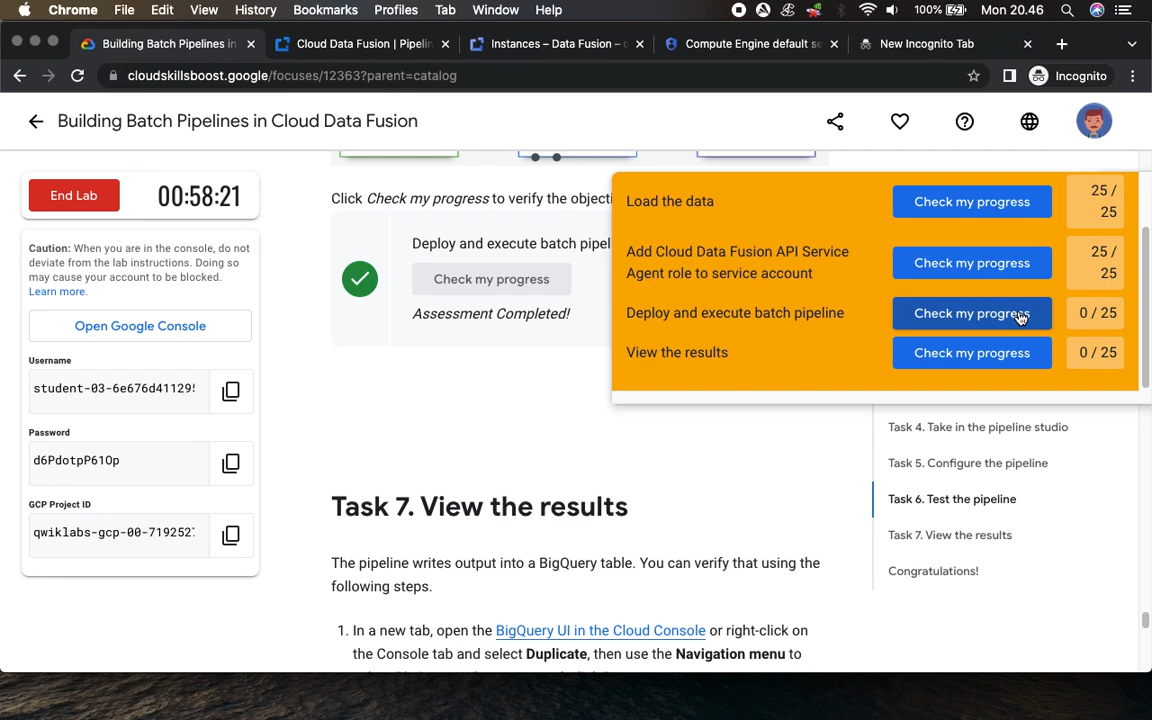 Chrome File Edit View History Bookmarks Profiles Tab Window Help 100% Mon 20.46
Building Batch Pipelines in Cloud Data Fusion | Pipelin Instances – Data Fusion – Compute Engine default se New Incognito Tab
cloudskillsboost.google/focuses/12363?parent=catalog Incognito
Building Batch Pipelines in Cloud Data Fusion
End Lab 00:58:21
Caution: When you are in the console, do not
deviate from the lab instructions. Doing so
may cause your account to be blocked.
Learn more.
Open Google Console
Username
student-03-6e676d41129
Password
d6PdotpP61Op
GCP Project ID
qwiklabs-gcp-00-719252
Click Check my progress to verify the objecti
Deploy and execute batch pipel
Check my progress
Assessment Completed!
Load the data Check my progress 25 /
25
Add Cloud Data Fusion API Service
Agent role to service account Check my progress 25 /
25
Deploy and execute batch pipeline Check my progress 0 / 25
View the results Check my progress 0 / 25
Task 4. Take in the pipeline studio
Task 5. Configure the pipeline
Task 6. Test the pipeline
Task 7. View the results
Congratulations!
Task 7. View the results
The pipeline writes output into a BigQuery table. You can verify that using the
following steps.
1. In a new tab, open the BigQuery UI in the Cloud Console or right-click on
the Console tab and select Duplicate, then use the Navigation menu to